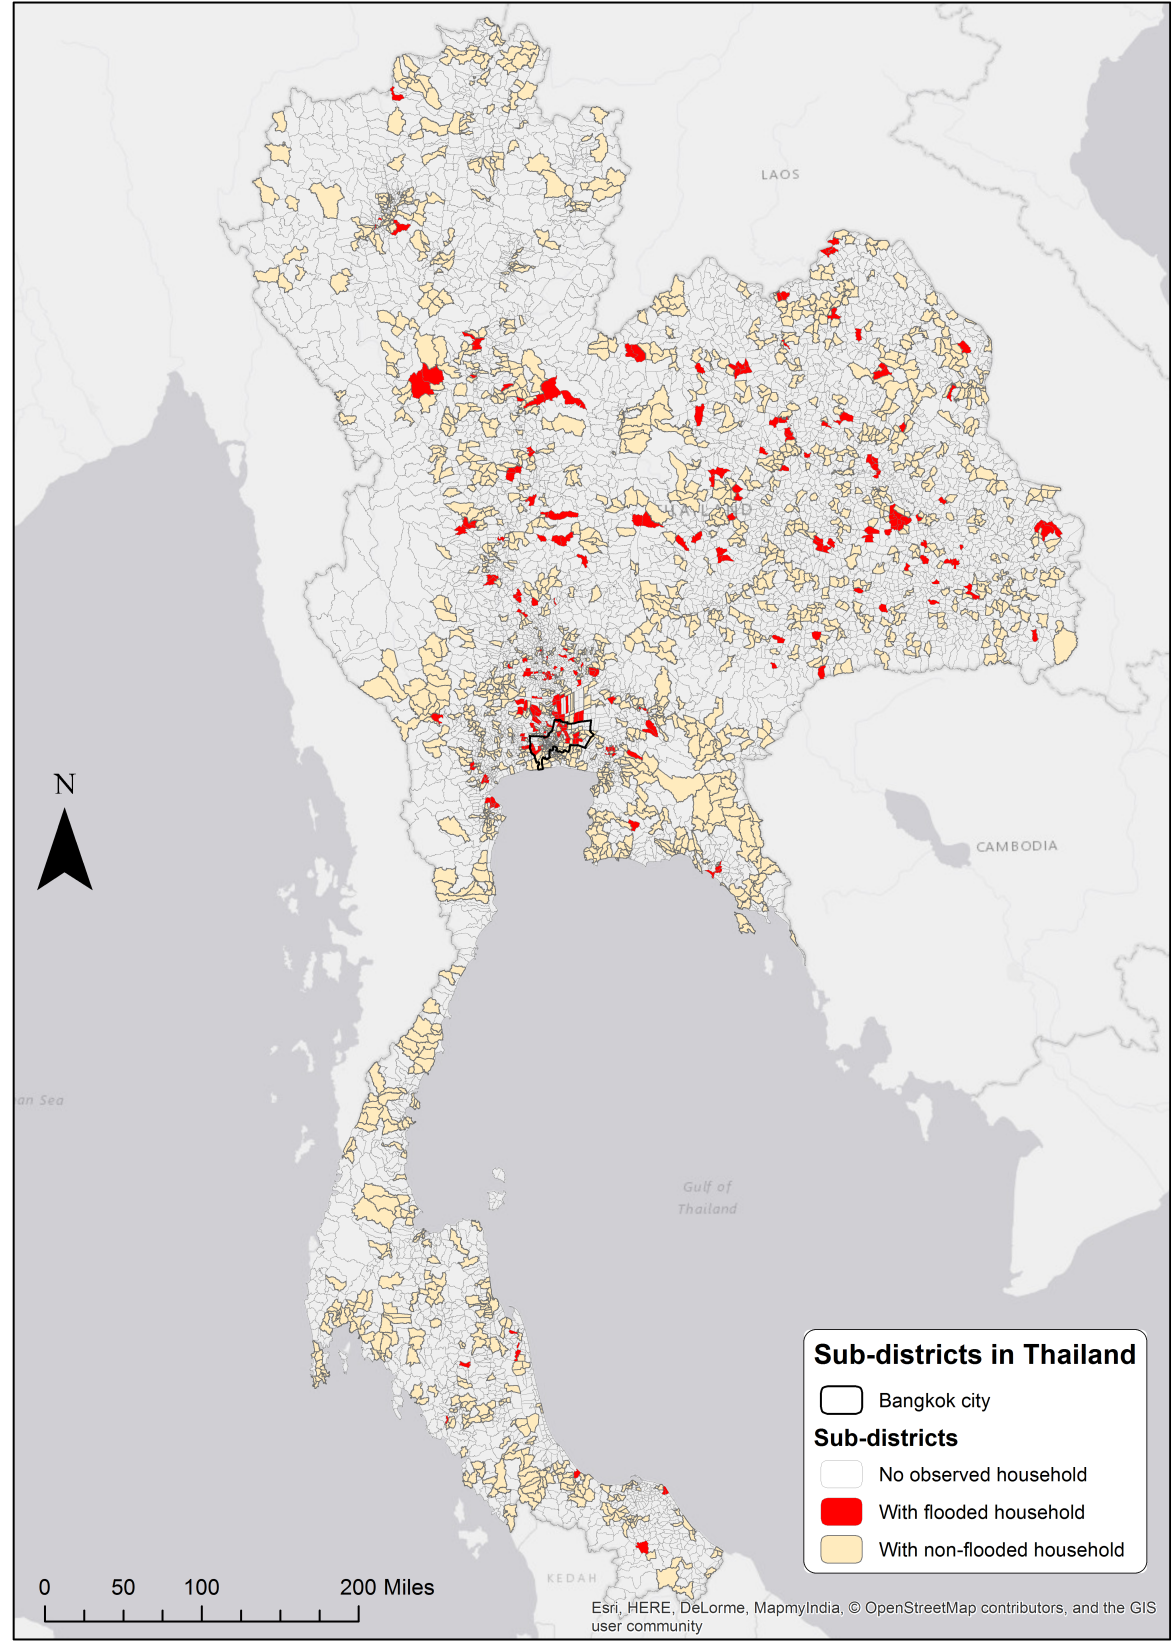 LAOS
THAILAND
N
CAMBODIA
an Sea
Gulf of
Thailand
Sub-districts in Thailand
Bangkok city
Sub-districts
No observed household
With flooded household
With non-flooded household
KEDAH
0 50 100 200 Miles
Esri, HERE, DeLorme, MapmyIndia, © OpenStreetMap contributors, and the GIS
user community